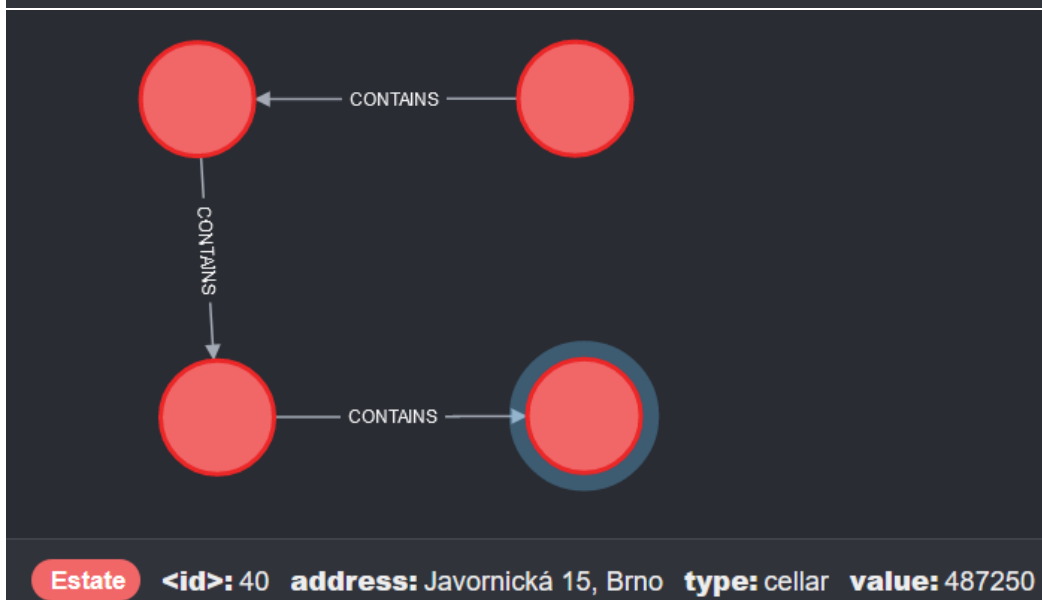 CONTAINS
CONTAINS
CONTAINS
Estate <id>: 40 address: Javornická 15, Brno type: cellar value: 487250